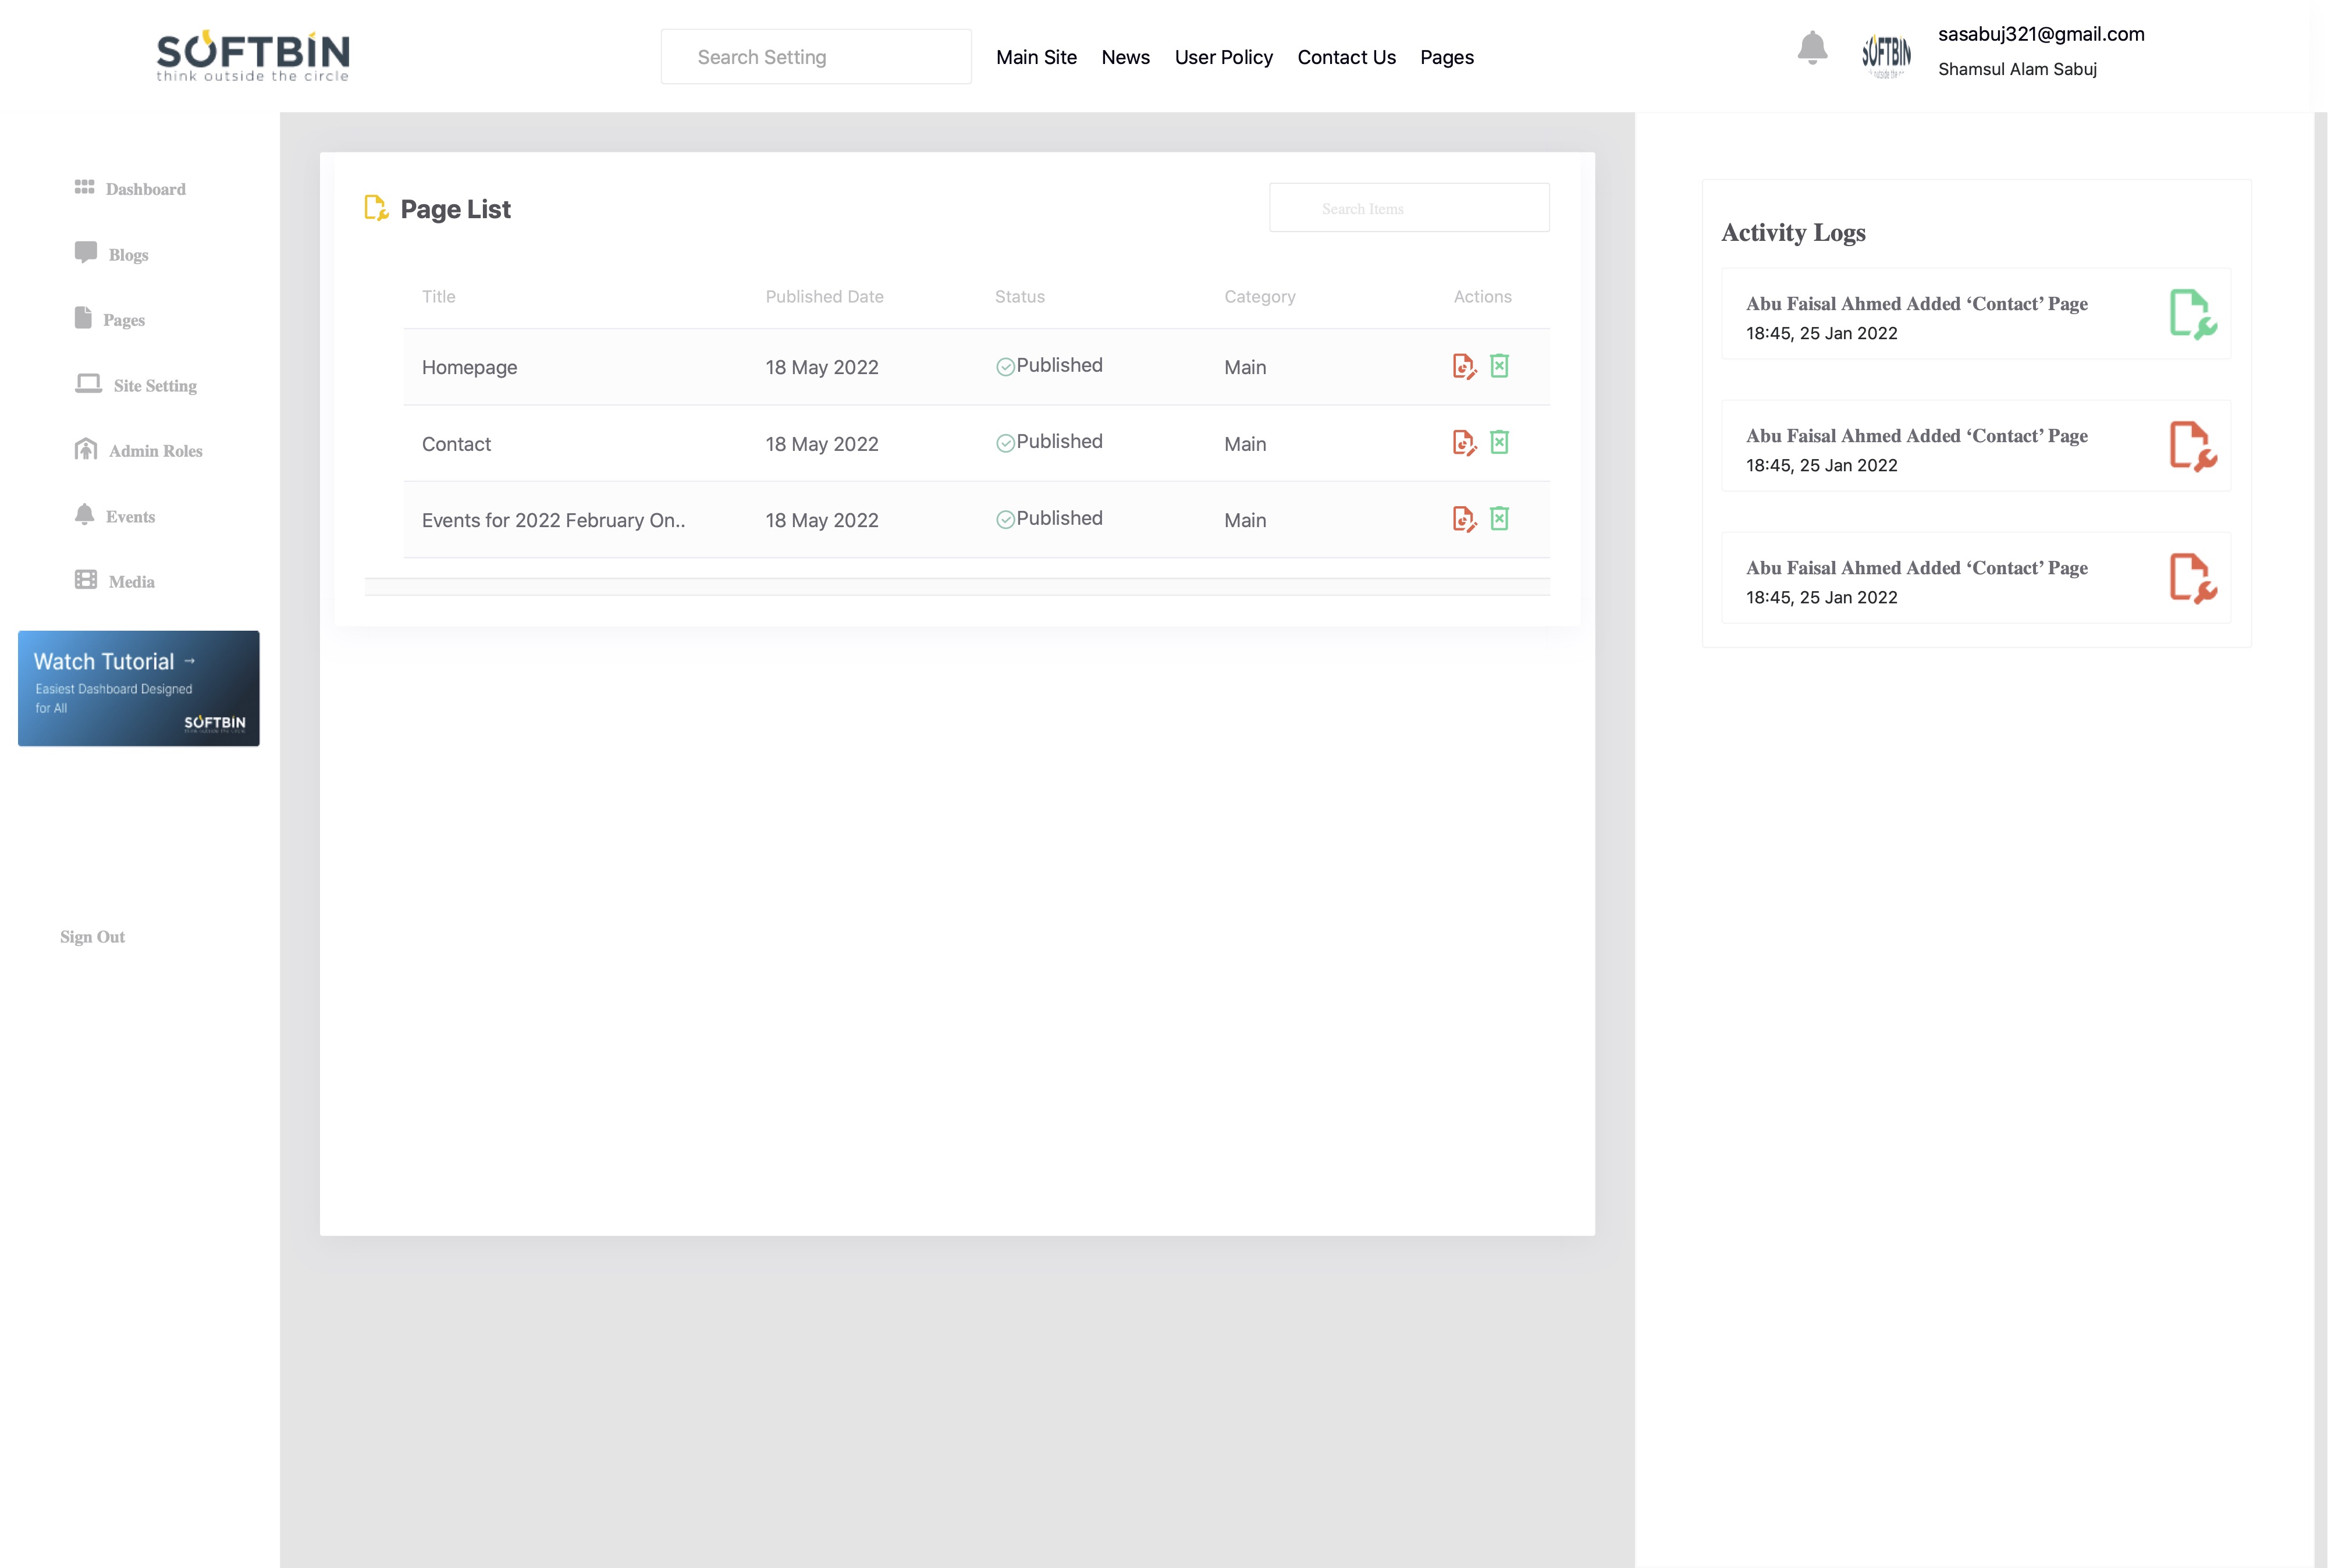 SOFTBIN
think outside the circle
Search Setting
Main Site
News
User Policy
Contact Us
Pages
SOFTBIN
sasabuj321@gmail.com
Shamsul Alam Sabuj
Dashboard
Blogs
Pages
Site Setting
Admin Roles
Events
Media
Watch Tutorial →
Easiest Dashboard Designed
for All
SOFTBIN
Sign Out
Page List
Search Items
Title Published Date Status Category Actions
Homepage 18 May 2022 Published Main
Contact 18 May 2022 Published Main
Events for 2022 February On.. 18 May 2022 Published Main
Activity Logs
Abu Faisal Ahmed Added ‘Contact’ Page
18:45, 25 Jan 2022
Abu Faisal Ahmed Added ‘Contact’ Page
18:45, 25 Jan 2022
Abu Faisal Ahmed Added ‘Contact’ Page
18:45, 25 Jan 2022